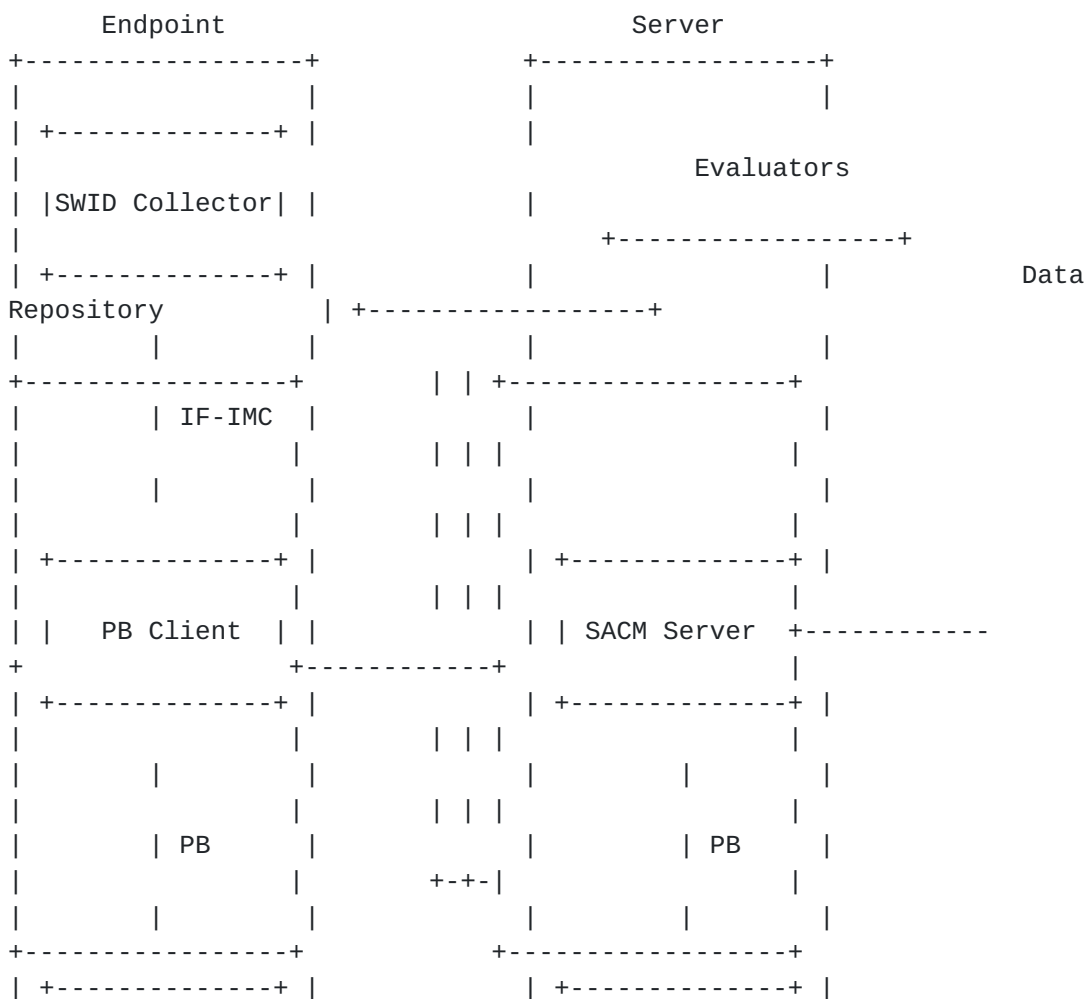 Endpoint                          Server
+------------------+             +------------------+
|                  |             |                  |
| +--------------+ |             |
|                                           Evaluators
| |SWID Collector| |             |
|                                     +------------------+
| +--------------+ |             |                  |            Data
Repository          | +------------------+
|        |         |             |                  |
+-----------------+        | | +------------------+
|        | IF-IMC  |             |                  |
|                 |        | | |                  |
|        |         |             |                  |
|                 |        | | |                  |
| +--------------+ |             | +--------------+ |
|                 |        | | |                  |
| |   PB Client  | |             | | SACM Server  +------------
+                 +------------+                  |
| +--------------+ |             | +--------------+ |
|                 |        | | |                  |
|        |         |             |         |        |
|                 |        | | |                  |
|        | PB      |             |         | PB     |
|                 |        +-+-|                  |
|        |         |             |         |        |
+-----------------+            +------------------+
| +--------------+ |             | +--------------+ |